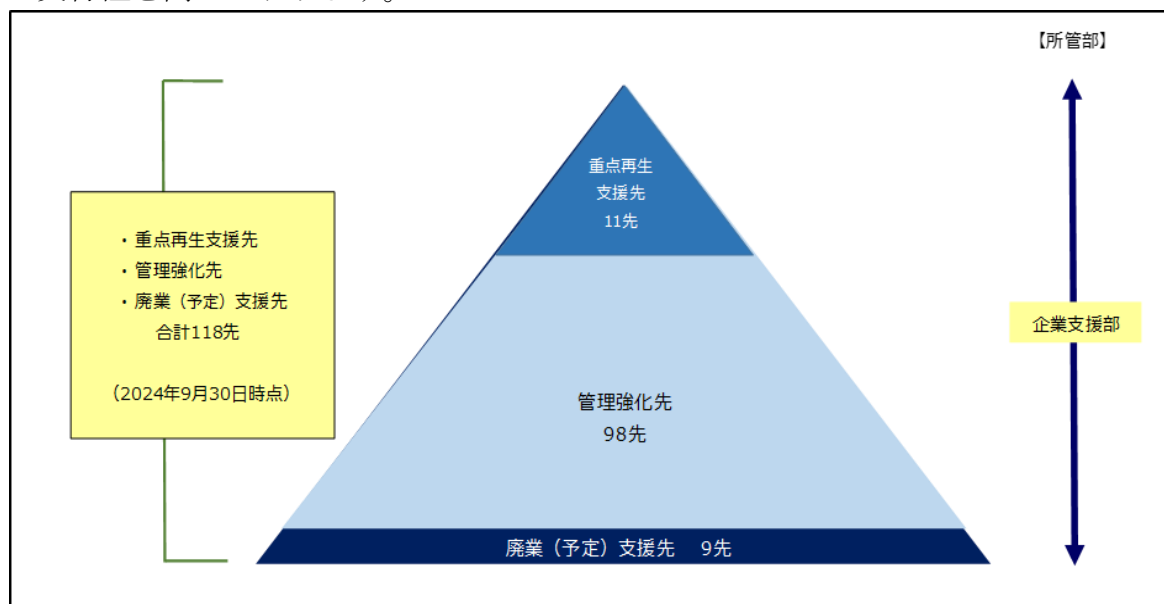 【所管部】
重点再生
支援先
11先
・重点再生支援先
・管理強化先
・廃業（予定）支援先
合計118先
（2024年9月30日時点）
企業支援部
管理強化先
98先
廃業（予定）支援先　9先